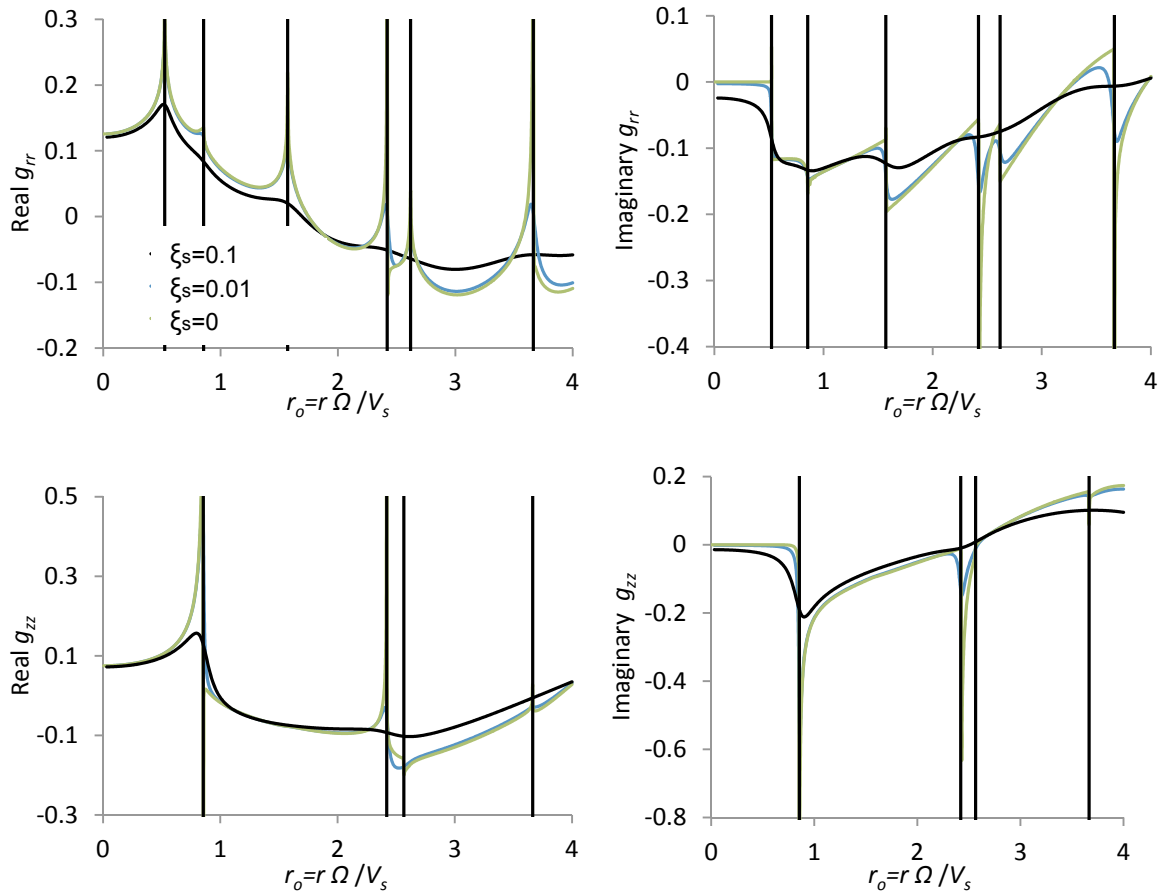 0.3
0.2
0.1
0
-0.1
-0.2
Real g_rr
ξs=0.1
ξs=0.01
ξs=0
0 1 2 3 4
r_o=r Ω /V_s
0
-0.1
-0.2
-0.3
-0.4
Imaginary g_rr
0 1 2 3 4
r_o=r Ω/V_s
0.5
0.3
0.1
-0.1
-0.3
Real g_zz
0 1 2 3 4
r_o=r Ω /V_s
0.2
0
-0.2
-0.4
-0.6
-0.8
Imaginary g_zz
0 1 2 3 4
r_o=r Ω /V_s